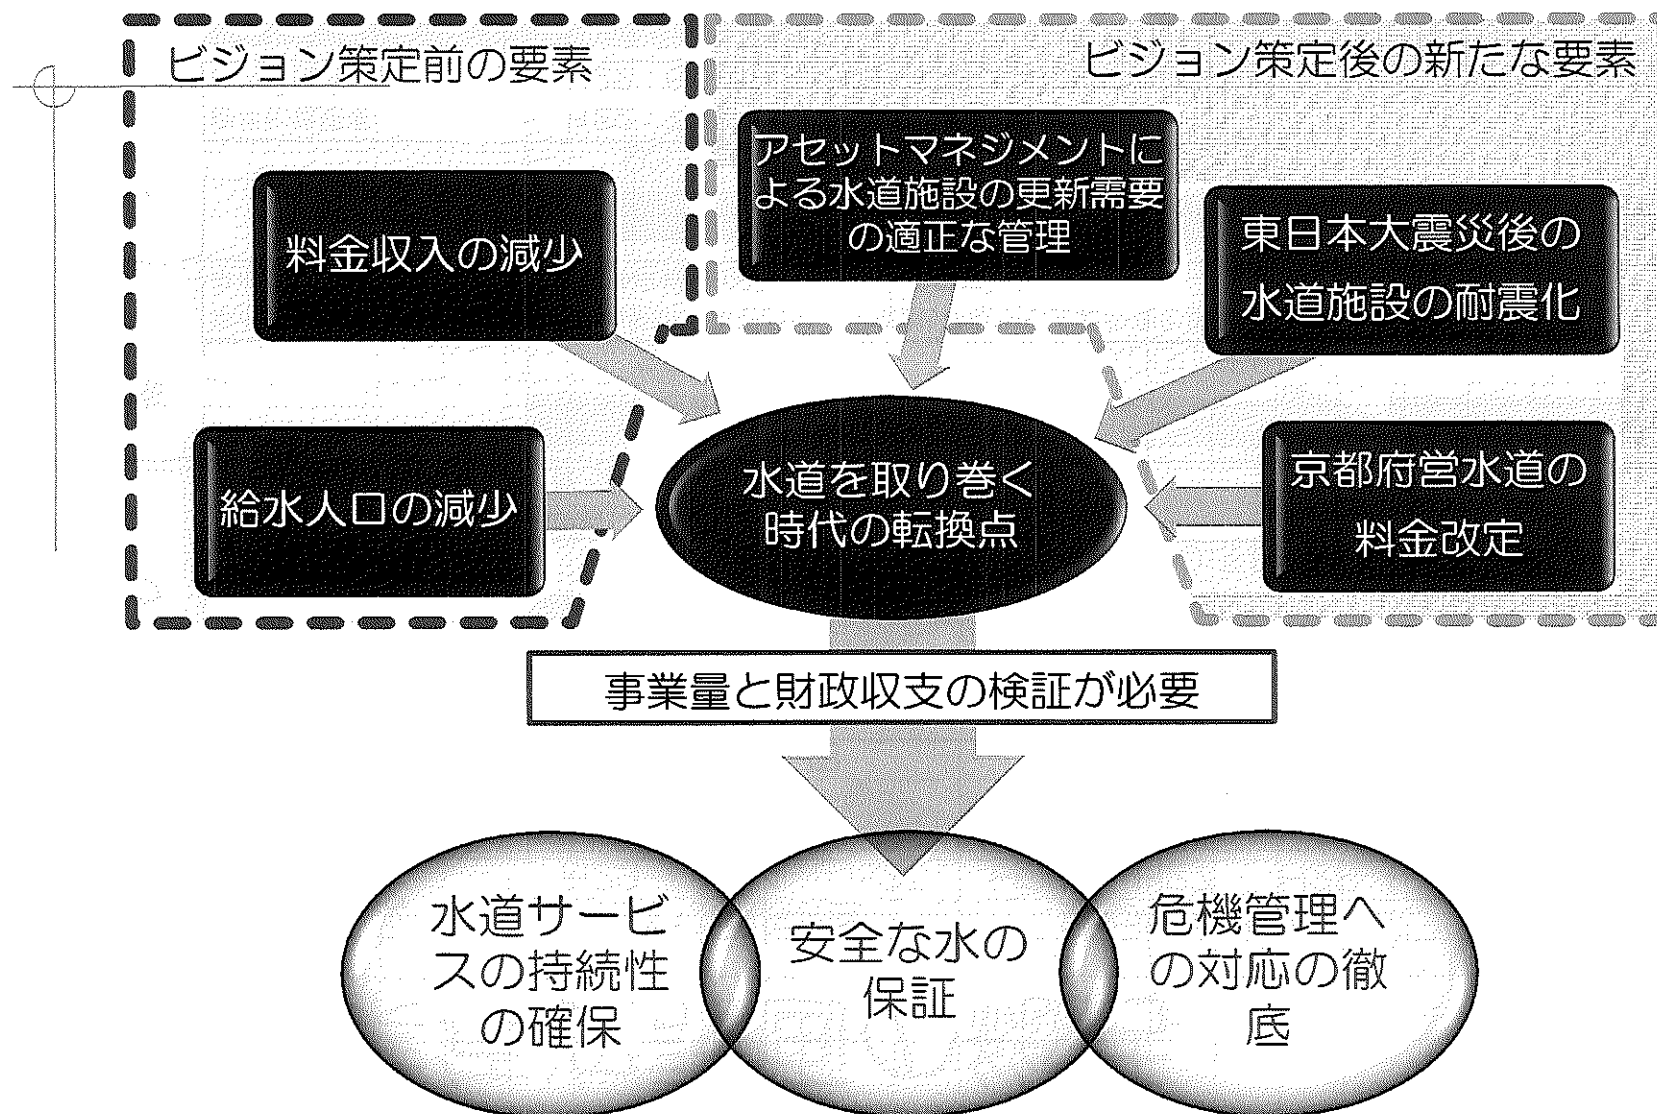 ビジョン策定前の要素
ビジョン策定後の新たな要素
アセットマネジメントに
よる水道施設の更新需要
の適正な管理
料金収入の減少
東日本大震災後の
水道施設の耐震化
給水人口の減少
水道を取り巻く
時代の転換点
京都府営水道の
料金改定
事業量と財政収支の検証が必要
水道サービ
スの持続性
の確保
安全な水の
保証
危機管理へ
の対応の徹
底